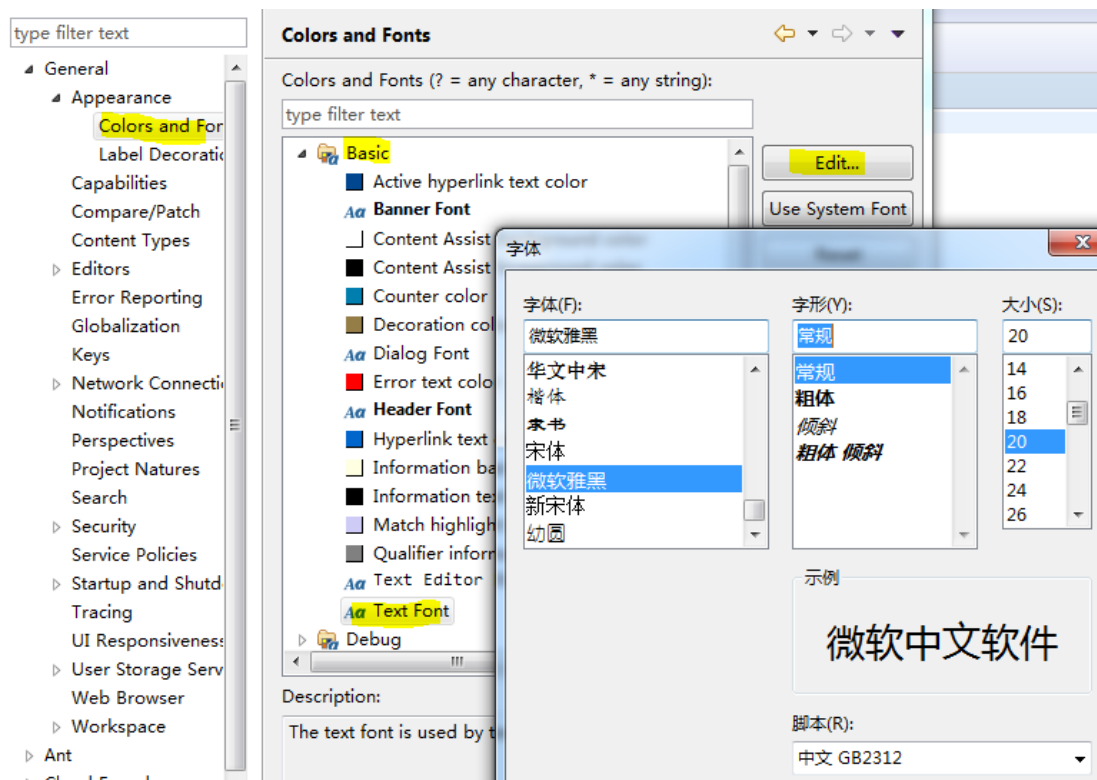 type filter text
General
Appearance
Colors and For
Label Decoratio
Capabilities
Compare/Patch
Content Types
Editors
Error Reporting
Globalization
Keys
Network Connecti
Notifications
Perspectives
Project Natures
Search
Security
Service Policies
Startup and Shutd
Tracing
UI Responsiveness
User Storage Serv
Web Browser
Workspace
Ant
Colors and Fonts
Colors and Fonts (? = any character, * = any string):
type filter text
Basic
Active hyperlink text color
Banner Font
Content Assist
Content Assist
Counter color
Decoration col
Dialog Font
Error text colo
Header Font
Hyperlink text
Information ba
Information te
Match highligh
Qualifier inforr
Text Editor
Text Font
Debug
Description:
The text font is used by t
Edit...
Use System Font
Reset
字体
字体(F):
微软雅黑
华文中宋
楷体
隶书
宋体
微软雅黑
新宋体
幼圆
字形(Y):
常规
常规
粗体
倾斜
粗体 倾斜
大小(S):
20
14
16
18
20
22
24
26
示例
微软中文软件
脚本(R):
中文 GB2312